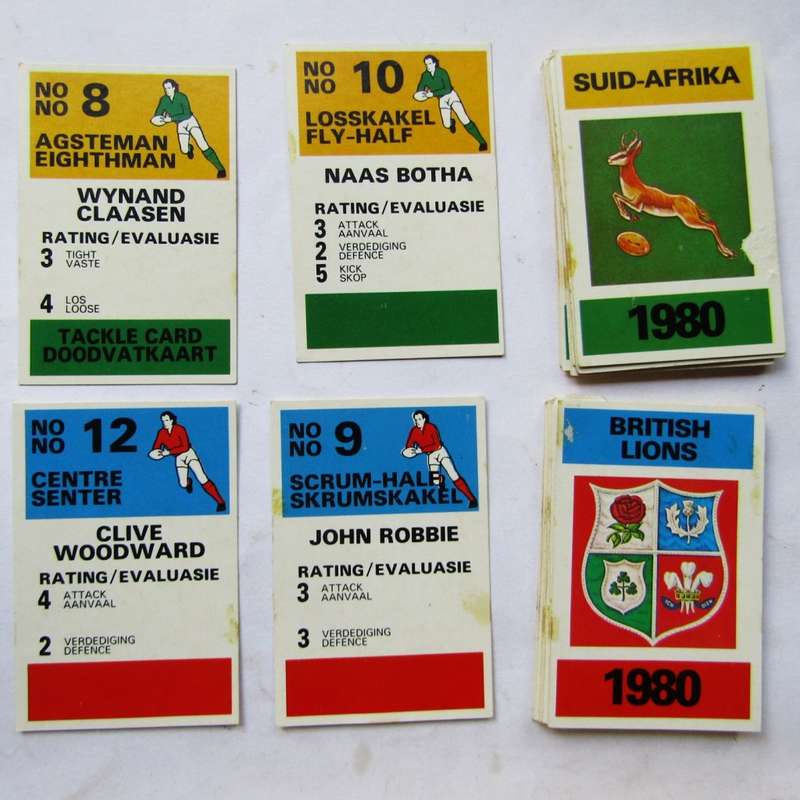 NO
NO
8
AGSTEMAN
EIGHTHMAN
WYNAND
CLAASEN
RATING/EVALUASIE
3 TIGHT
VASTE
4 LOS
LOOSE
TACKLE CARD
DOODVATKAART
NO
NO
10
LOSSKAKEL
FLY-HALF
NAAS BOTHA
RATING/EVALUASIE
3 ATTACK
AANVAAL
2 VERDEDIGING
DEFENCE
5 KICK
SKOP
SUID-AFRIKA
1980
NO
NO
12
CENTRE
SENTER
CLIVE
WOODWARD
RATING/EVALUASIE
4 ATTACK
AANVAAL
2 VERDEDIGING
DEFENCE
NO
NO
9
SCRUM-HALF
SKRUMSKAKEL
JOHN ROBBIE
RATING/EVALUASIE
3 ATTACK
AANVAAL
3 VERDEDIGING
DEFENCE
BRITISH
LIONS
1980